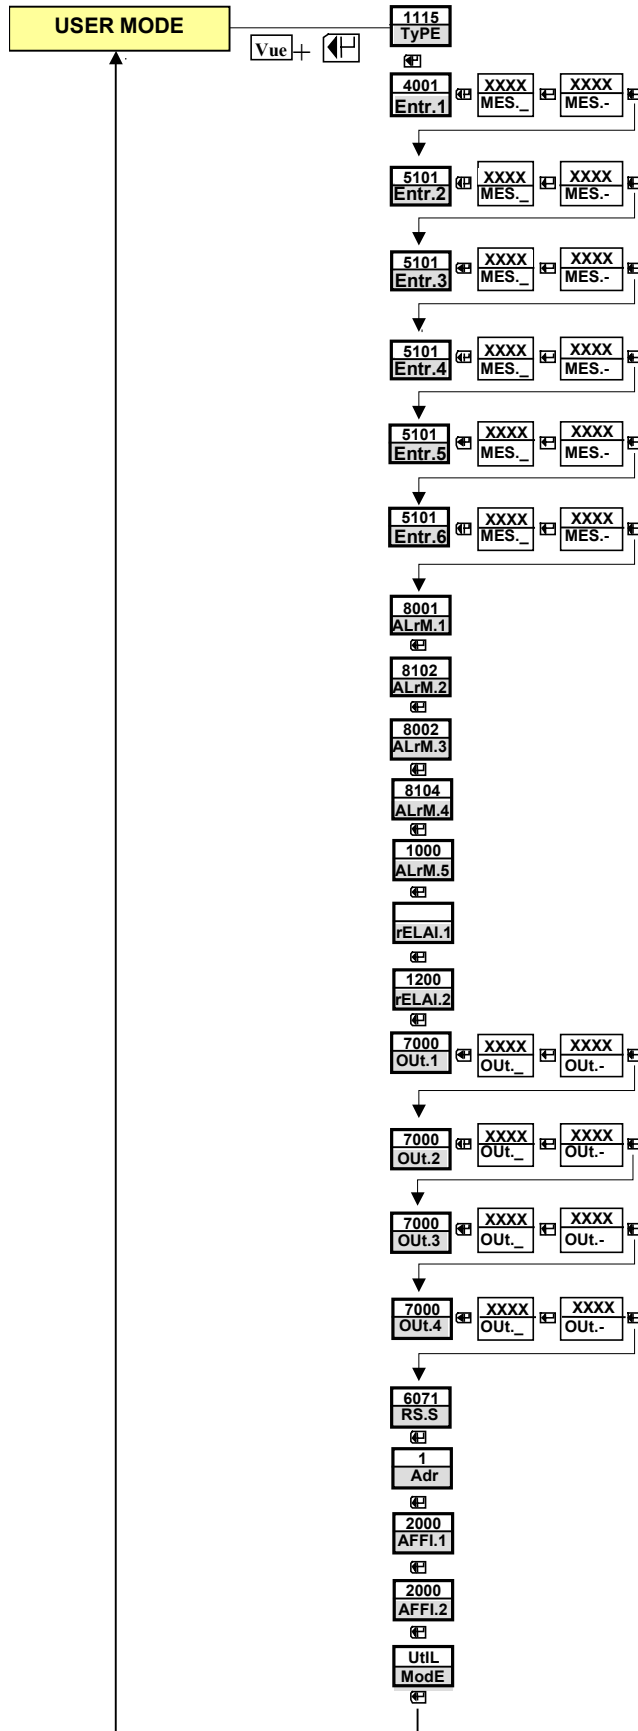 USER MODE
Vue +
1115
TyPE
4001
Entr.1
XXXX
MES._
XXXX
MES.-
5101
Entr.2
XXXX
MES._
XXXX
MES.-
5101
Entr.3
XXXX
MES._
XXXX
MES.-
5101
Entr.4
XXXX
MES._
XXXX
MES.-
5101
Entr.5
XXXX
MES._
XXXX
MES.-
5101
Entr.6
XXXX
MES._
XXXX
MES.-
8001
ALrM.1
8102
ALrM.2
8002
ALrM.3
8104
ALrM.4
1000
ALrM.5
rELAI.1
1200
rELAI.2
7000
OUt.1
XXXX
OUt._
XXXX
OUt.-
7000
OUt.2
XXXX
OUt._
XXXX
OUt.-
7000
OUt.3
XXXX
OUt._
XXXX
OUt.-
7000
OUt.4
XXXX
OUt._
XXXX
OUt.-
6071
RS.S
1
Adr
2000
AFFI.1
2000
AFFI.2
UtIL
ModE